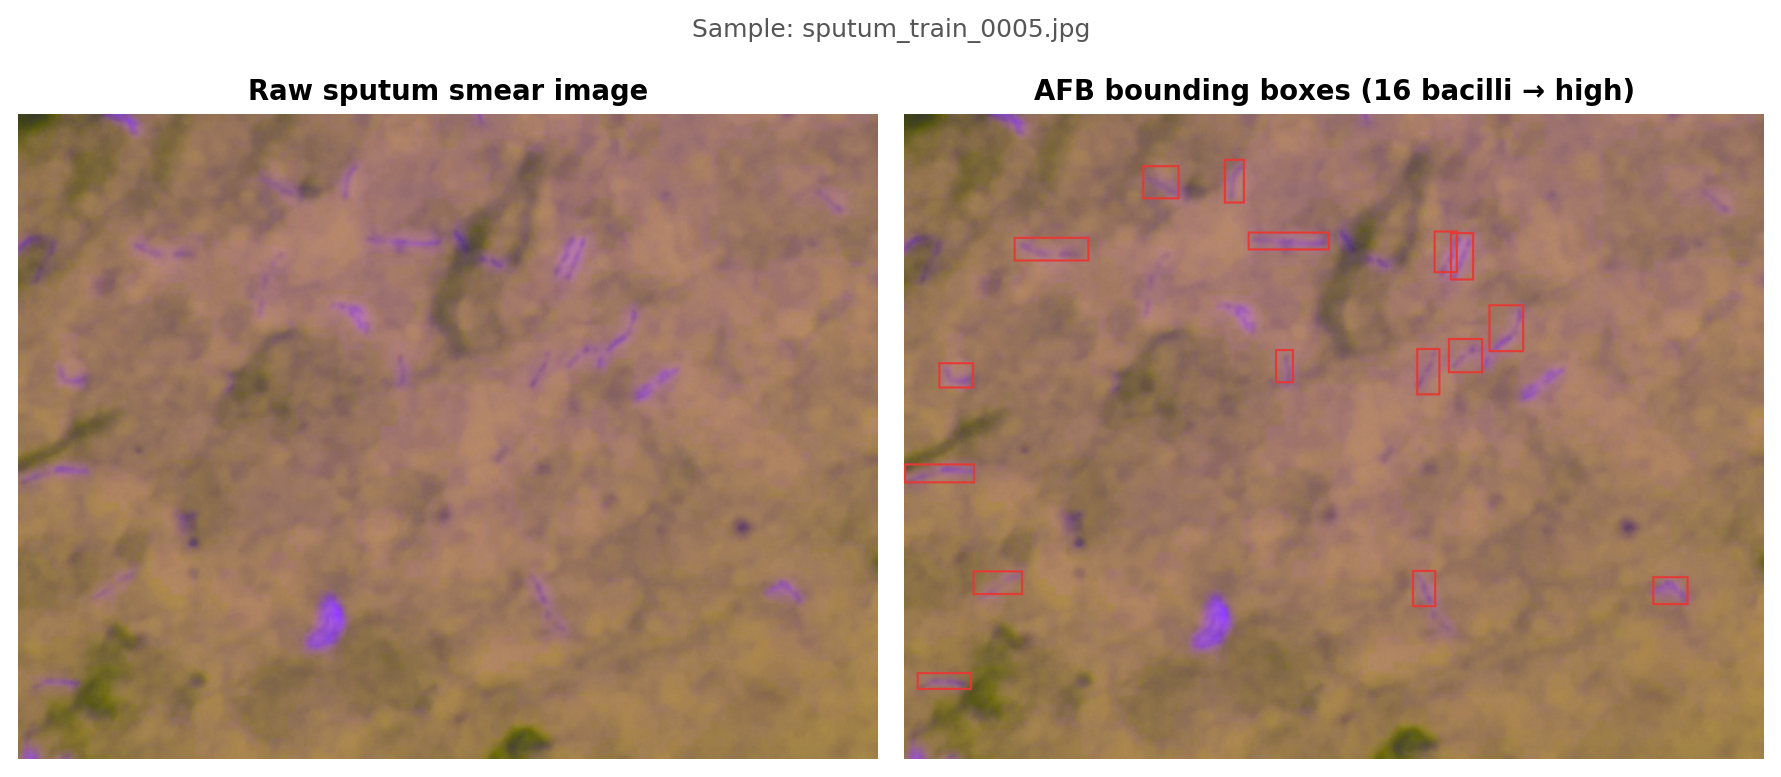 Sample: sputum_train_0005.jpg
Raw sputum smear image
AFB bounding boxes (16 bacilli → high)